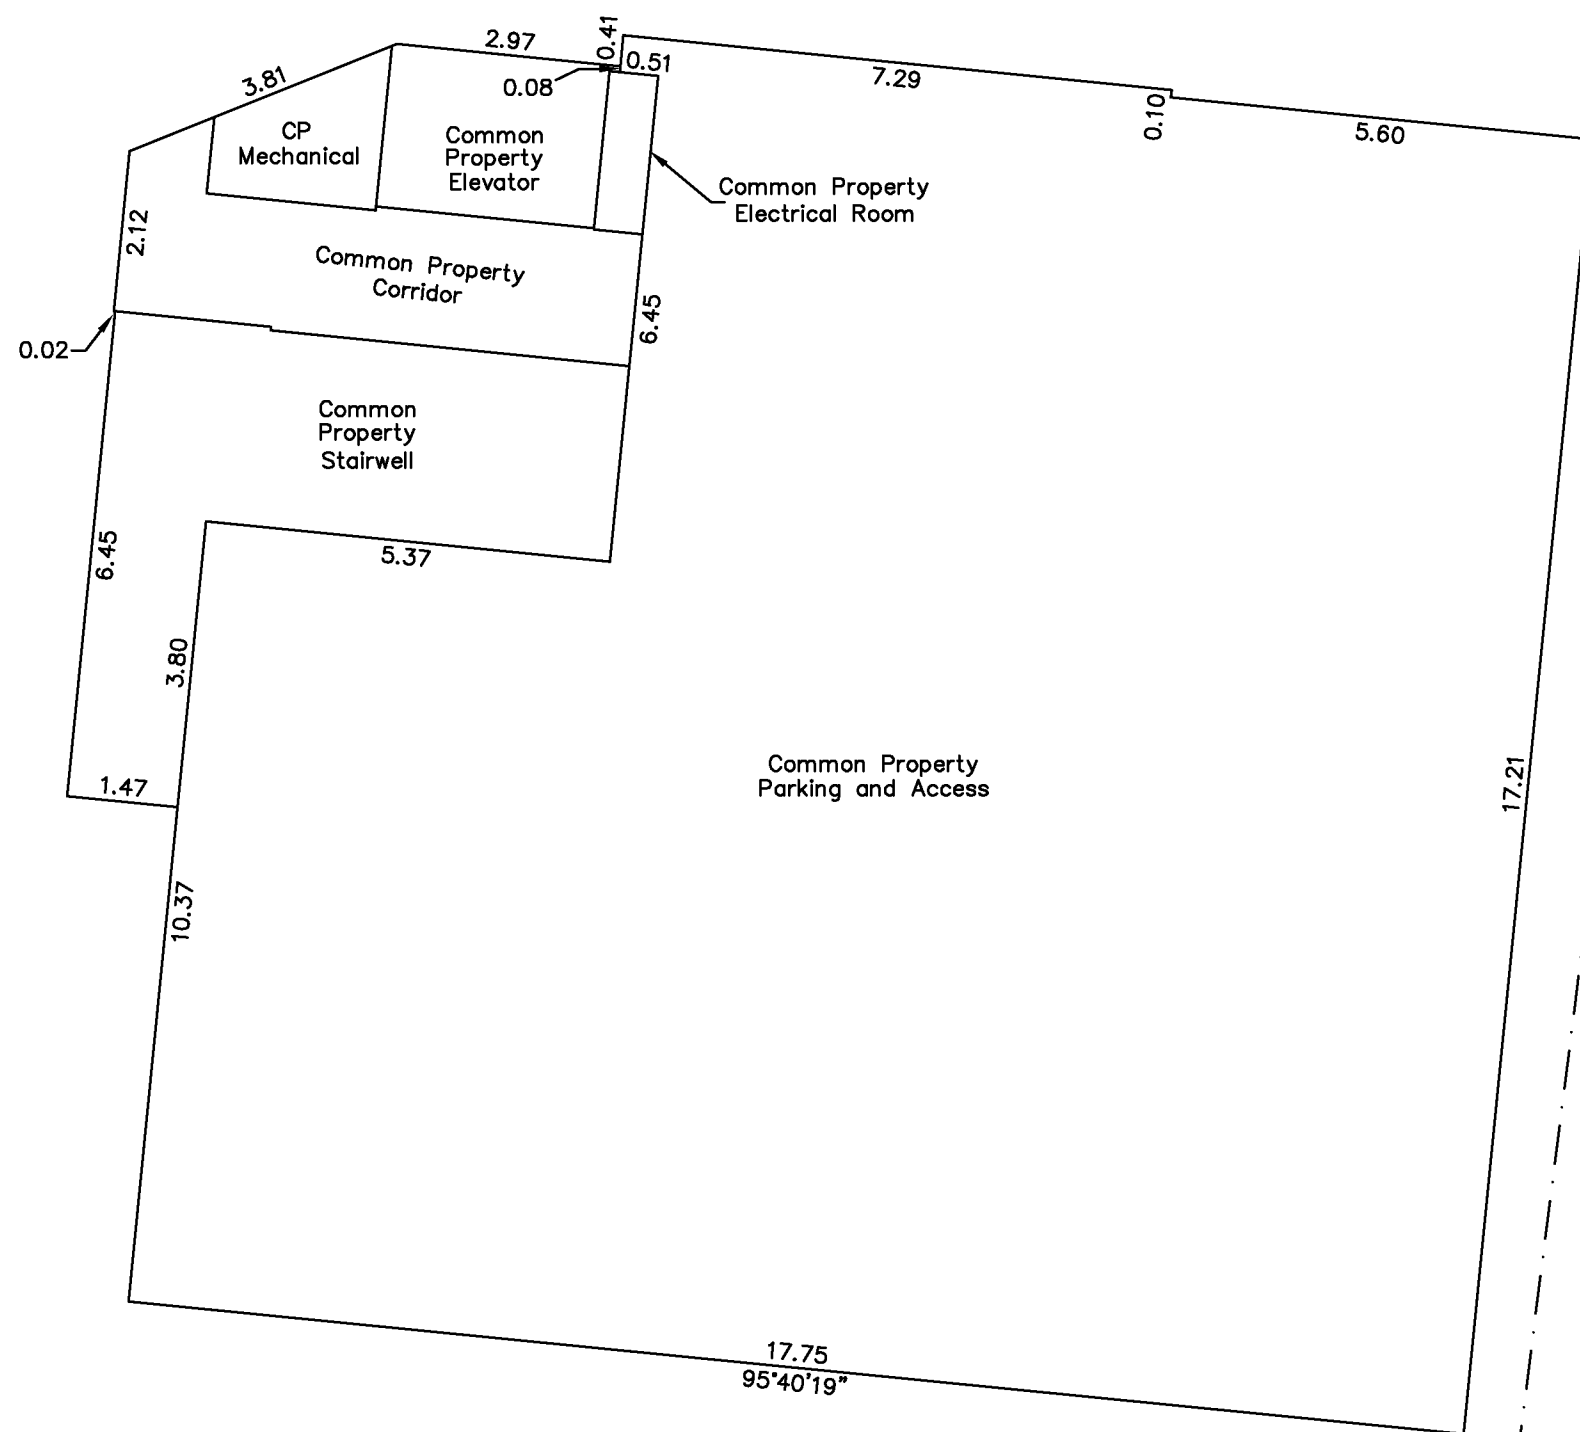 0.41
2.97
0.51
3.81
7.29
0.08
0.10
5.60
CP
Mechanical
Common
Property
Elevator
Common Property
Electrical Room
2.12
Common Property
Corridor
6.45
0.02
Common
Property
Stairwell
6.45
5.37
3.80
Common Property
Parking and Access
17.21
1.47
10.37
17.75
95°40'19"